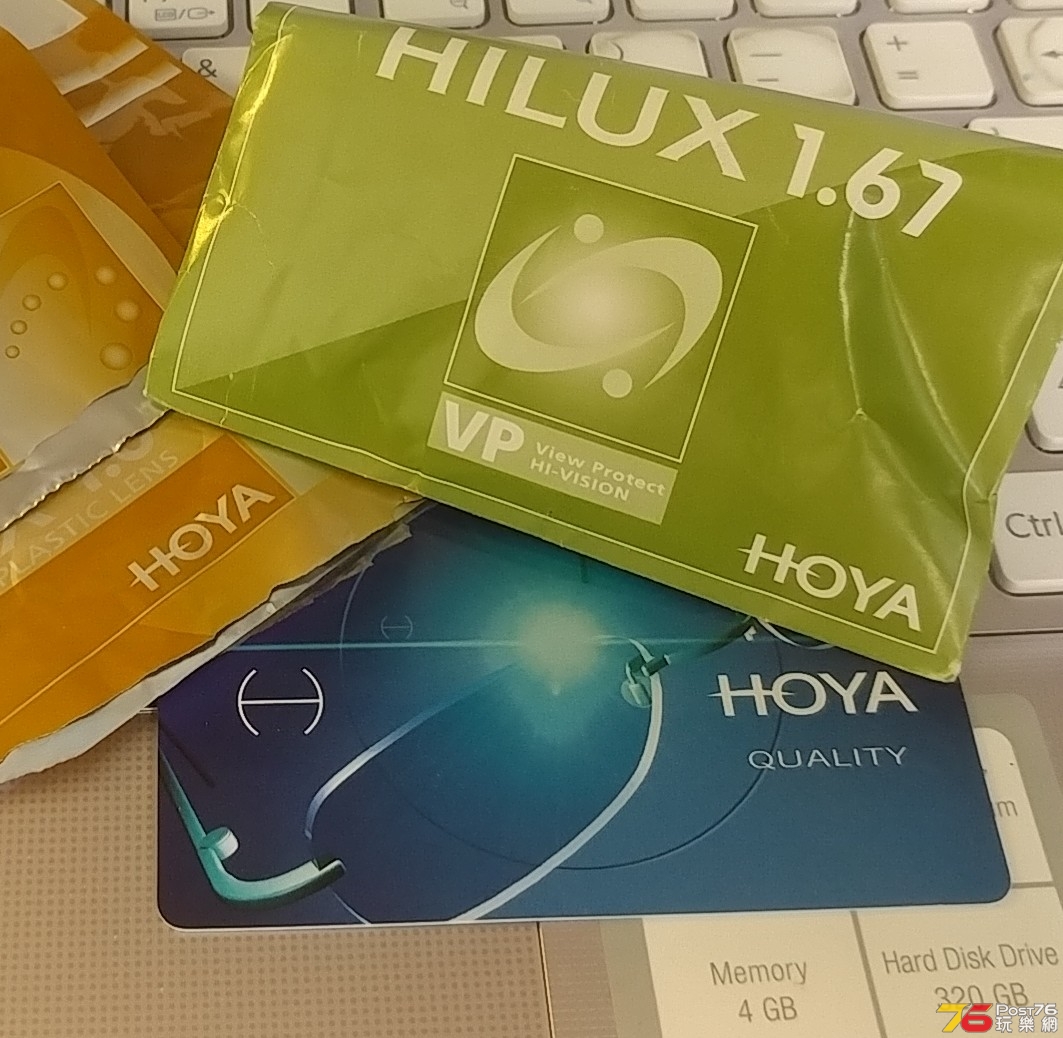 &
+
=
HILUX 1.67
VP
View Protect
HI-VISION
HOYA
PLASTIC LENS
HOYA
Ctrl
HOYA
QUALITY
Memory
4 GB
Hard Disk Drive
320 GB
76 POST76
玩樂網